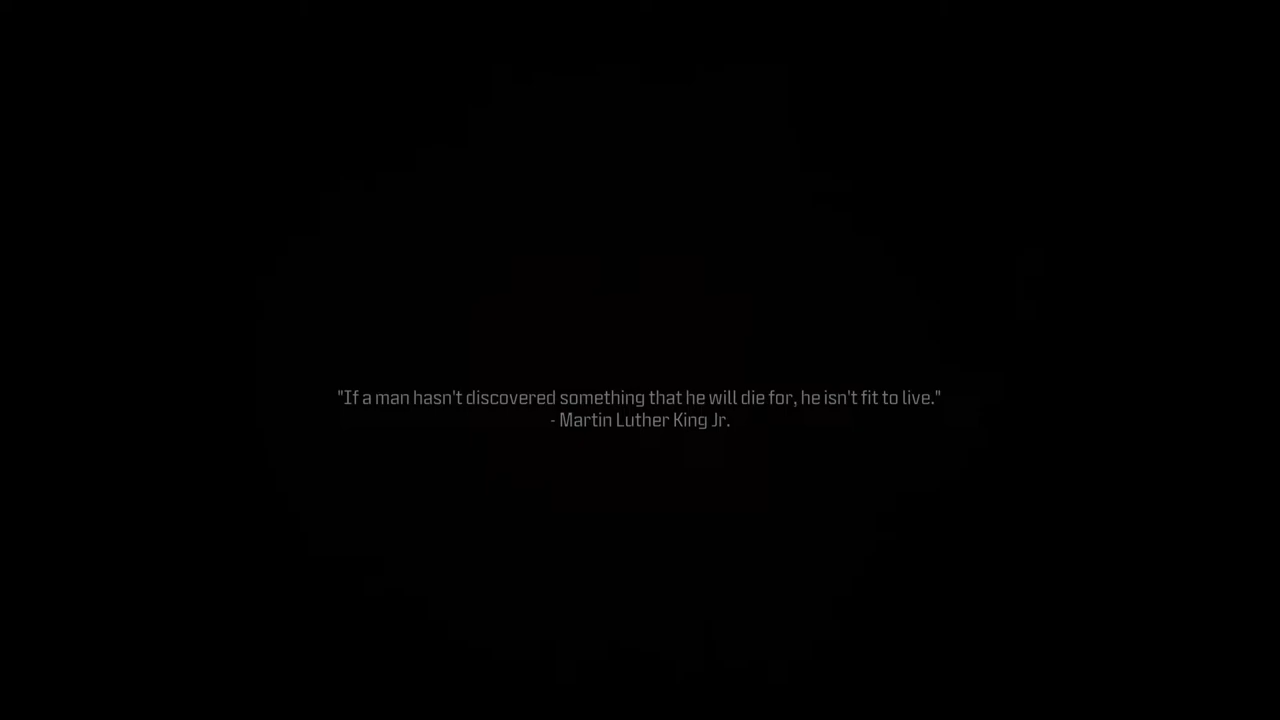 "If a man hasn't discovered something that he will die for, he isn't fit to live."
- Martin Luther King Jr.